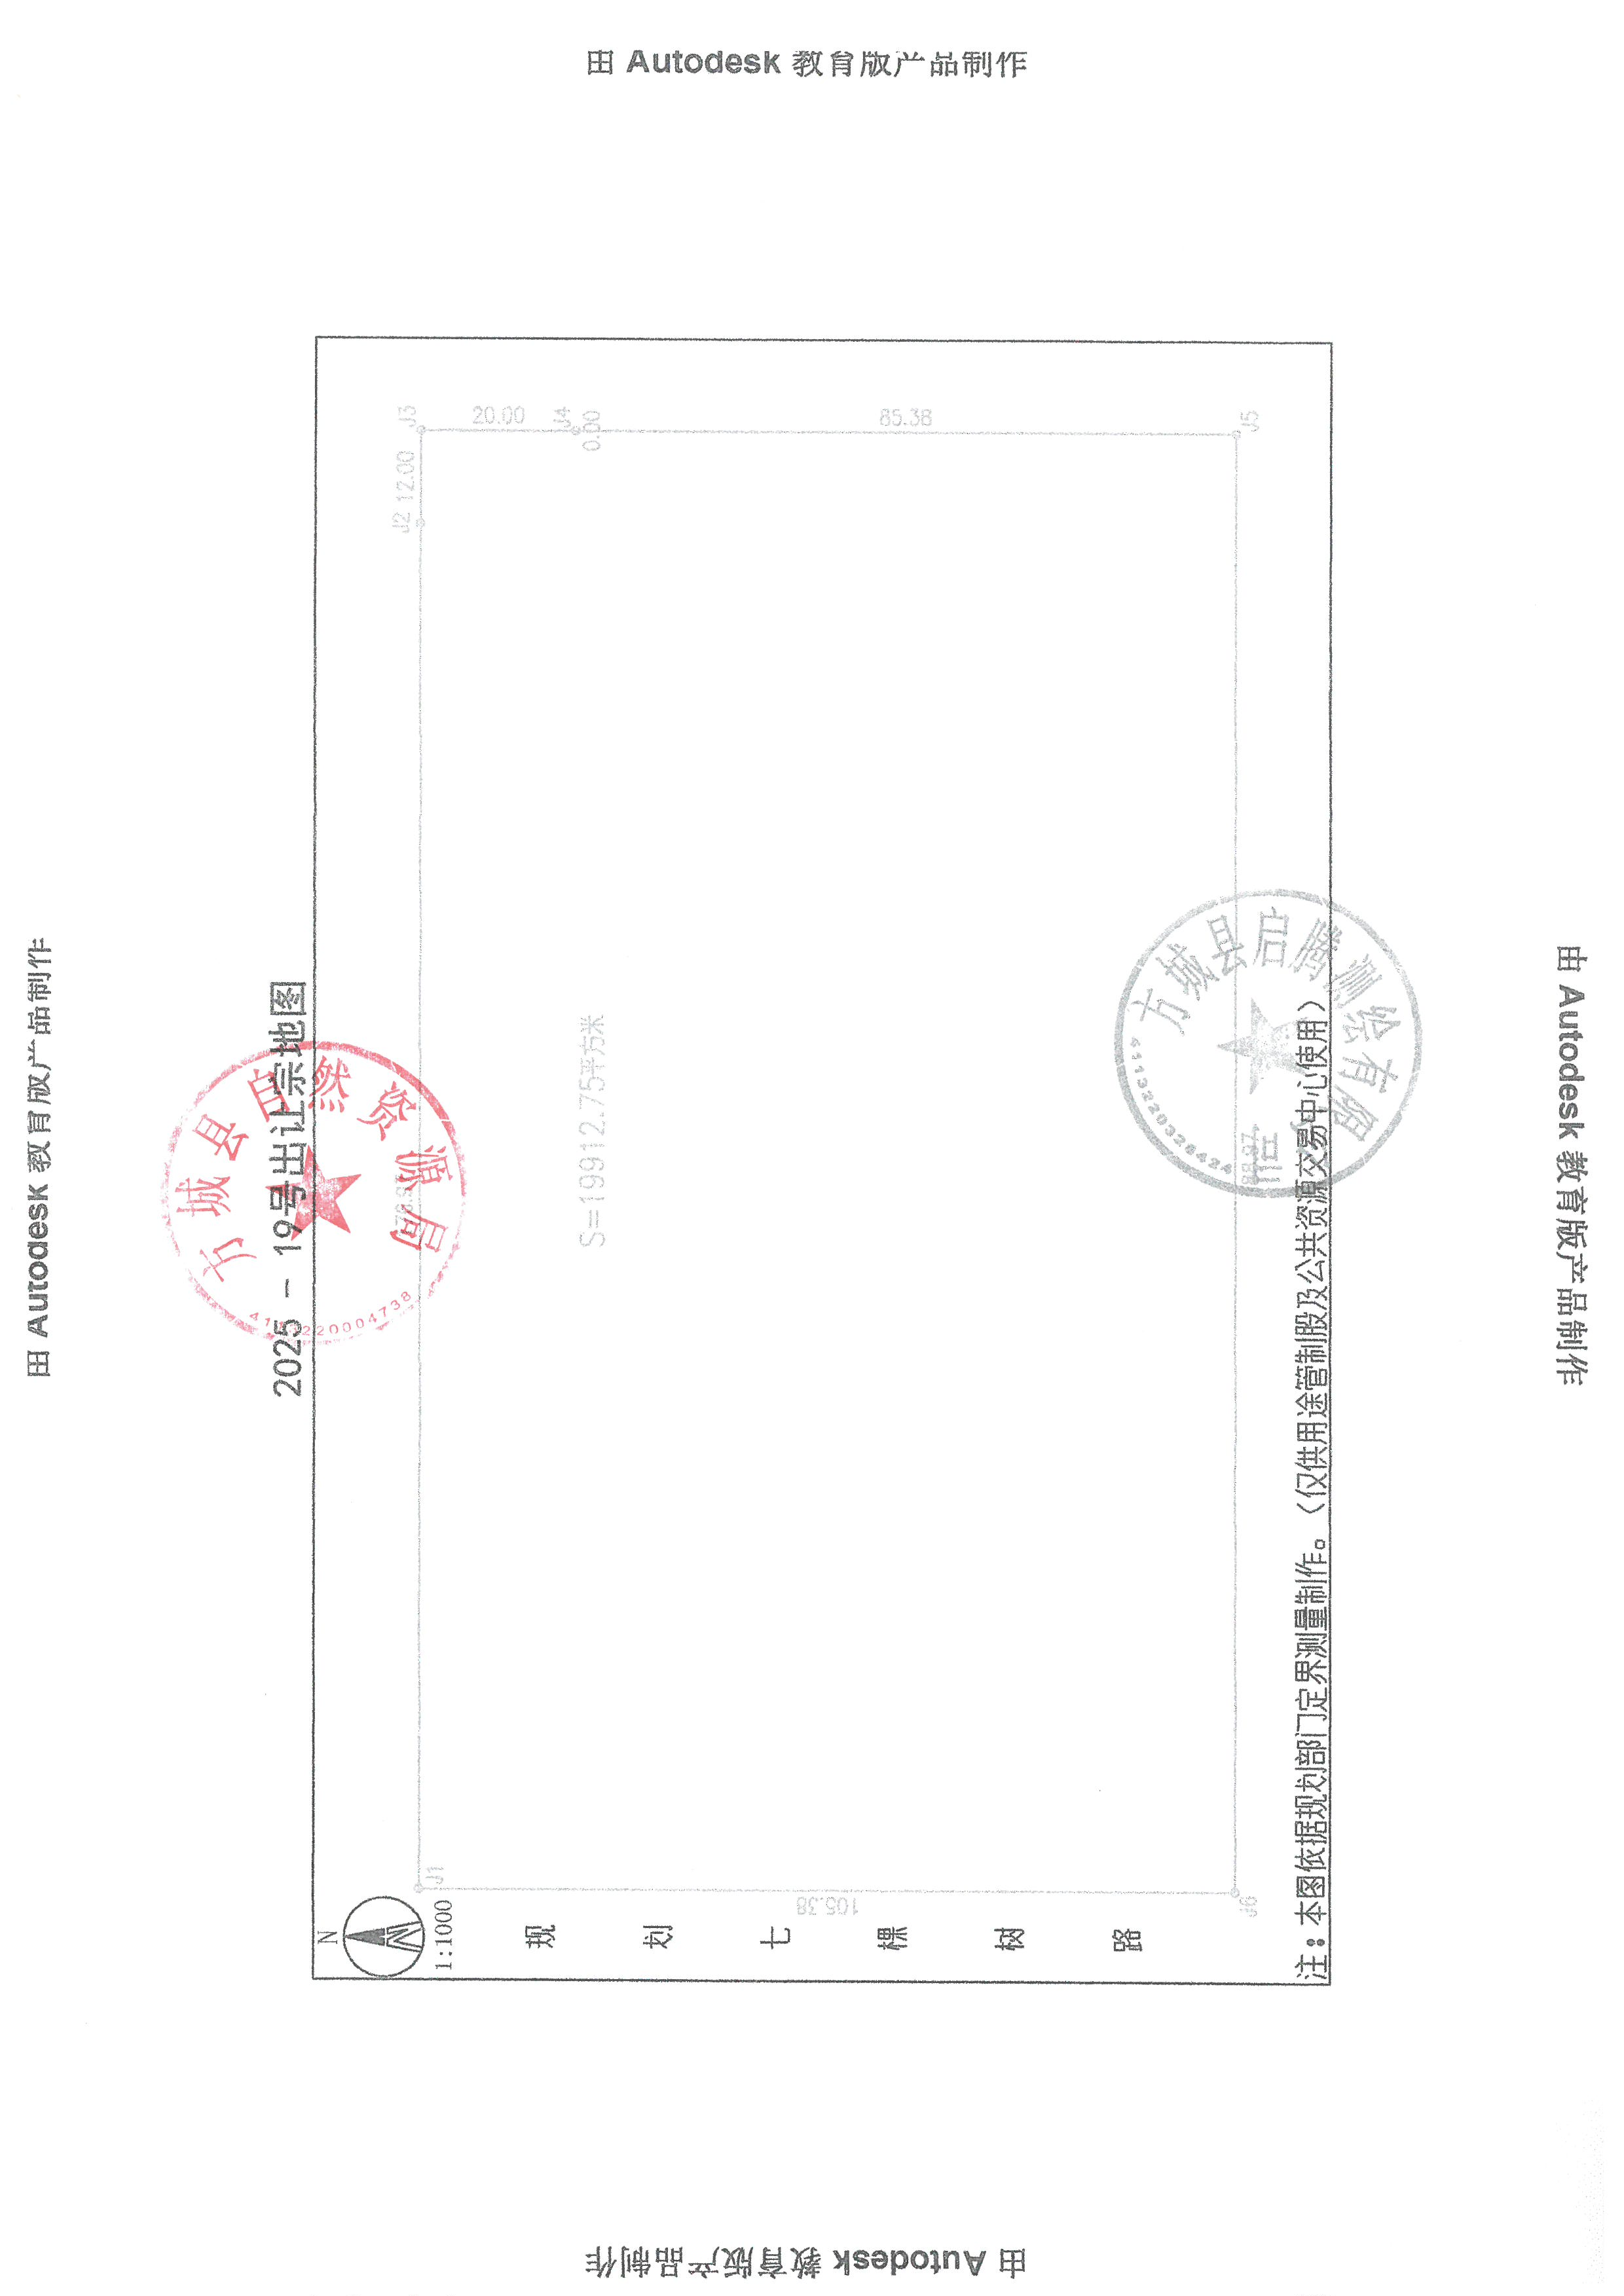 由 Autodesk 教育版产品制作
由 Autodesk 教育版产品制作
2025 - 19号出让宗地图
方城县自然资源局
N
1:1000
J1
J2
12.00
J3
20.00
J4
0.00
85.38
J5
J6
105.38
S=19912.75平方米
规划七棵树路
方城县启腾测绘有限
注：本图依据规划部门定界测量制作。（仅供用途管制股及公共资源交易中心使用）
由 Autodesk 教育版产品制作
由 Autodesk 教育版产品制作